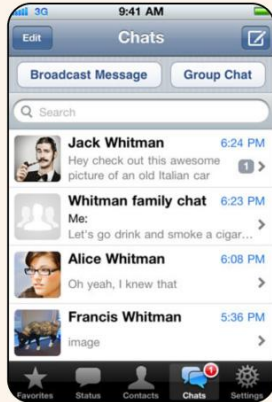 3G 9:41 AM
Edit Chats
Broadcast Message Group Chat
Search
Jack Whitman 6:24 PM
Hey check out this awesome
picture of an old Italian car 1
Whitman family chat 6:23 PM
Me:
Let's go drink and smoke a cigar...
Alice Whitman 6:08 PM
Oh yeah, I knew that
Francis Whitman 5:36 PM
image
1
Favorites Status Contacts Chats Settings